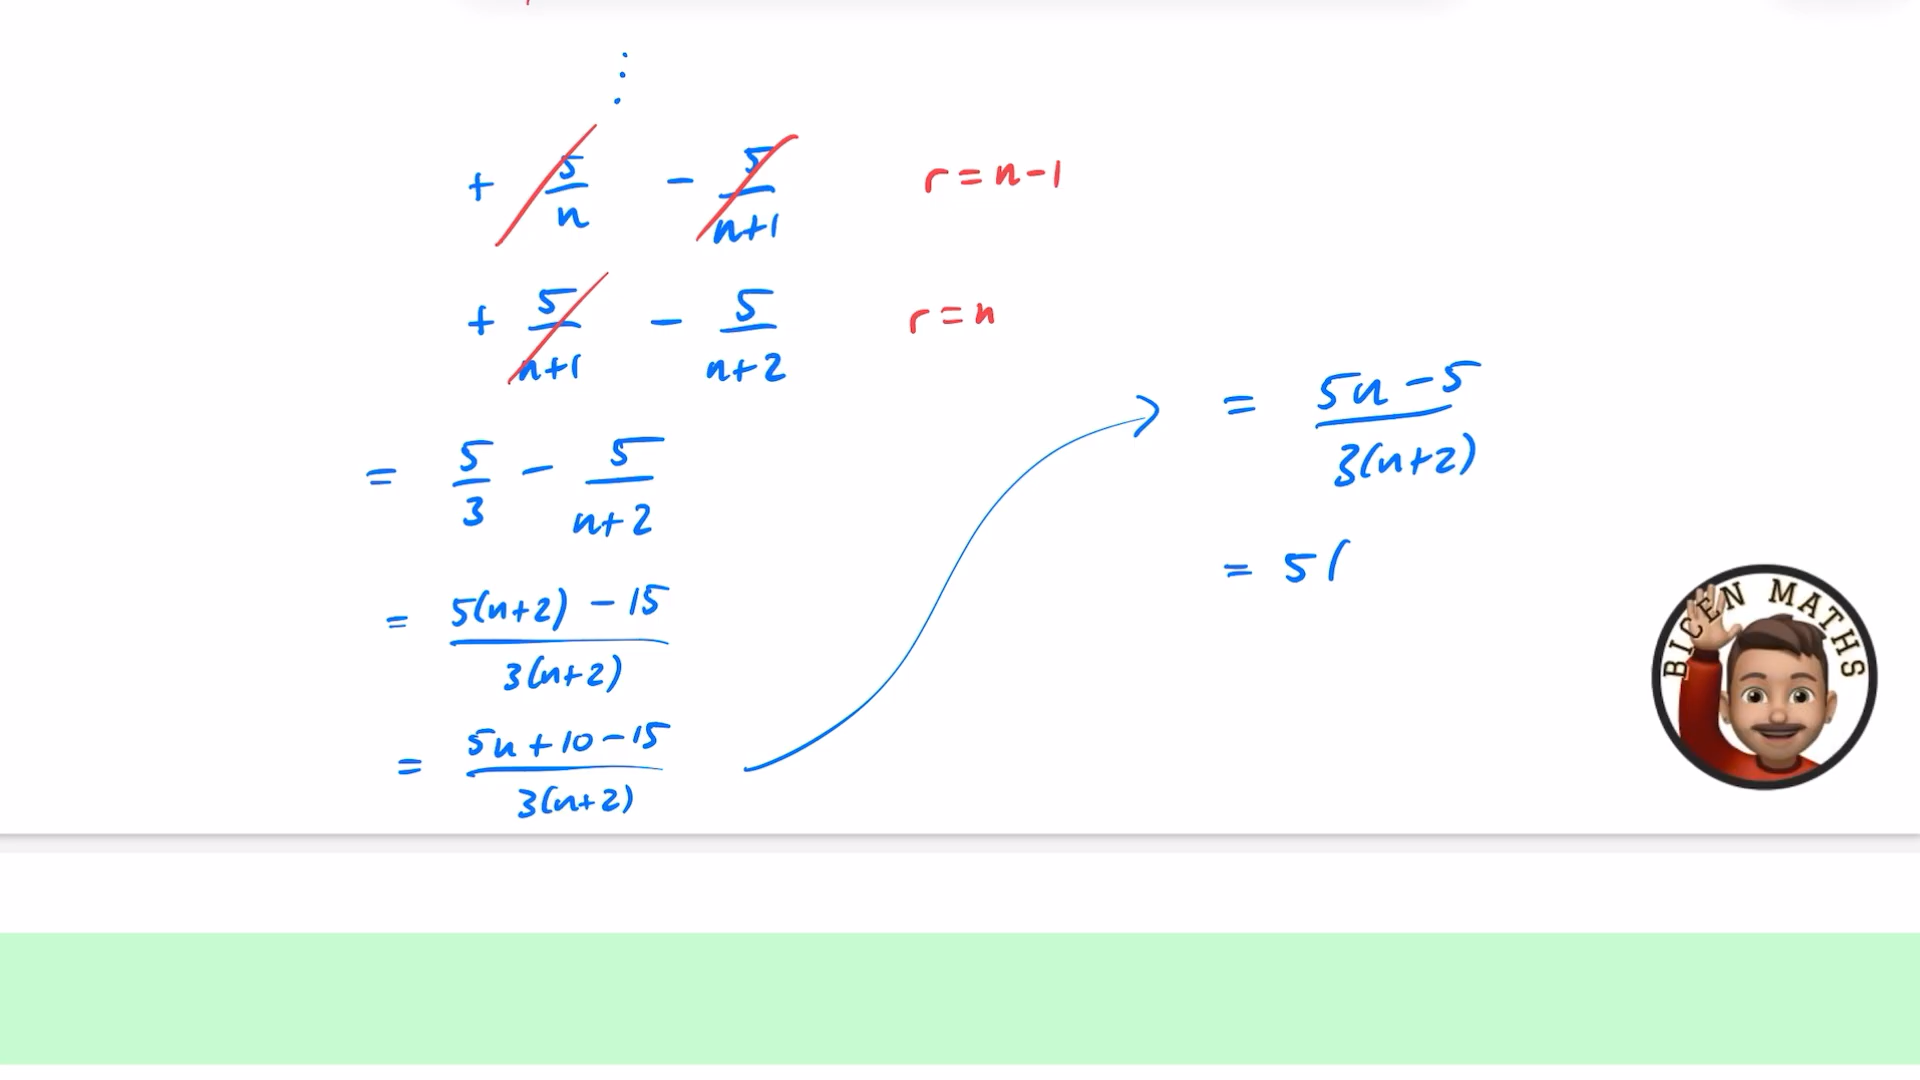 ⋮
+ 5/n - 5/n+1 r = n-1
+ 5/n+1 - 5/n+2 r = n
= 5/3 - 5/n+2
= 5(n+2) - 15/3(n+2)
= 5n+10-15/3(n+2)
= 5n-5/3(n+2)
= 5(
BICEN MATHS